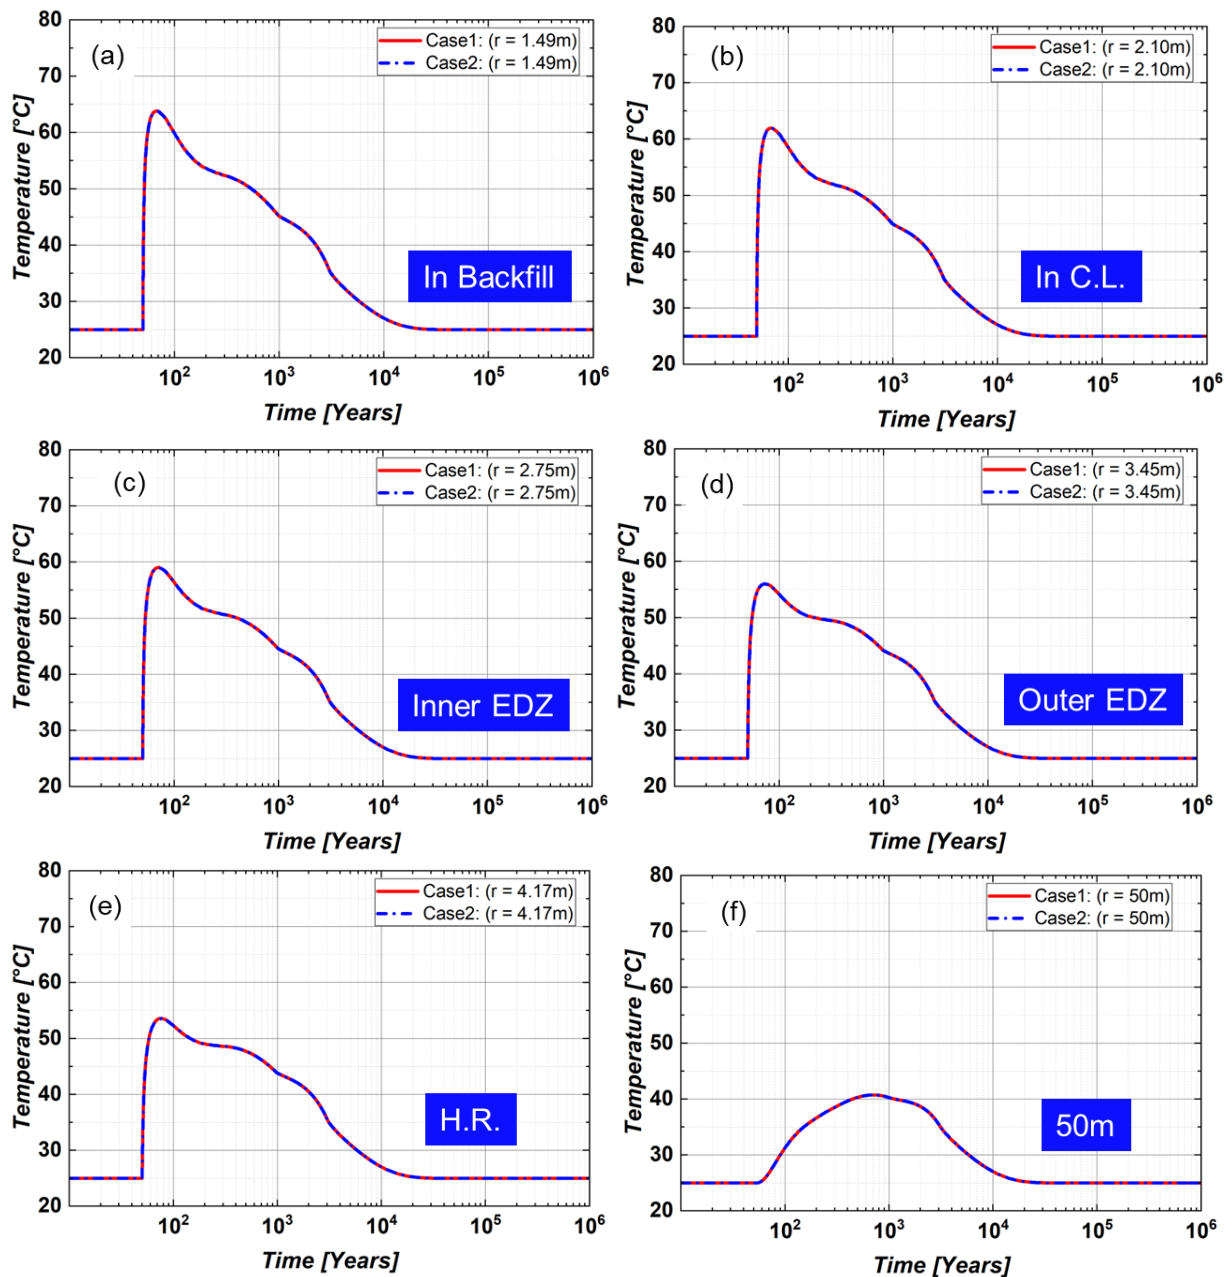 (a)
Case1: (r = 1.49m)
Case2: (r = 1.49m)
Temperature [°C]
80
70
60
50
40
30
20
In Backfill
10² 10³ 10⁴ 10⁵ 10⁶
Time [Years]
(b)
Case1: (r = 2.10m)
Case2: (r = 2.10m)
Temperature [°C]
80
70
60
50
40
30
20
In C.L.
10² 10³ 10⁴ 10⁵ 10⁶
Time [Years]
(c)
Case1: (r = 2.75m)
Case2: (r = 2.75m)
Temperature [°C]
80
70
60
50
40
30
20
Inner EDZ
10² 10³ 10⁴ 10⁵ 10⁶
Time [Years]
(d)
Case1: (r = 3.45m)
Case2: (r = 3.45m)
Temperature [°C]
80
70
60
50
40
30
20
Outer EDZ
10² 10³ 10⁴ 10⁵ 10⁶
Time [Years]
(e)
Case1: (r = 4.17m)
Case2: (r = 4.17m)
Temperature [°C]
80
70
60
50
40
30
20
H.R.
10² 10³ 10⁴ 10⁵ 10⁶
Time [Years]
(f)
Case1: (r = 50m)
Case2: (r = 50m)
Temperature [°C]
80
70
60
50
40
30
20
50m
10² 10³ 10⁴ 10⁵ 10⁶
Time [Years]